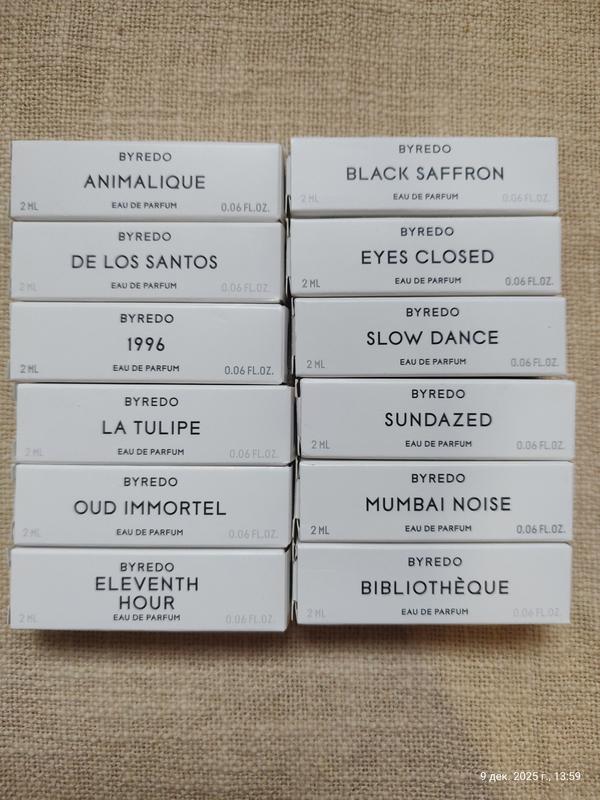 BYREDO
ANIMALIQUE
2 ML EAU DE PARFUM 0.06 FL.OZ.
BYREDO
DE LOS SANTOS
2 ML EAU DE PARFUM 0.06 FL.OZ.
BYREDO
1996
2 ML EAU DE PARFUM 0.06 FL.OZ.
BYREDO
LA TULIPE
2 ML EAU DE PARFUM 0.06 FL.OZ.
BYREDO
OUD IMMORTEL
2 ML EAU DE PARFUM 0.06 FL.OZ.
BYREDO
ELEVENTH
HOUR
2 ML EAU DE PARFUM 0.06 FL.OZ.
BYREDO
BLACK SAFFRON
2 ML EAU DE PARFUM 0.06 FL.OZ.
BYREDO
EYES CLOSED
2 ML EAU DE PARFUM 0.06 FL.OZ.
BYREDO
SLOW DANCE
2 ML EAU DE PARFUM 0.06 FL.OZ.
BYREDO
SUNDAZED
2 ML EAU DE PARFUM 0.06 FL.OZ.
BYREDO
MUMBAI NOISE
2 ML EAU DE PARFUM 0.06 FL.OZ.
BYREDO
BIBLIOTHÈQUE
2 ML EAU DE PARFUM 0.06 FL.OZ.
9 дек. 2025 г., 13:59